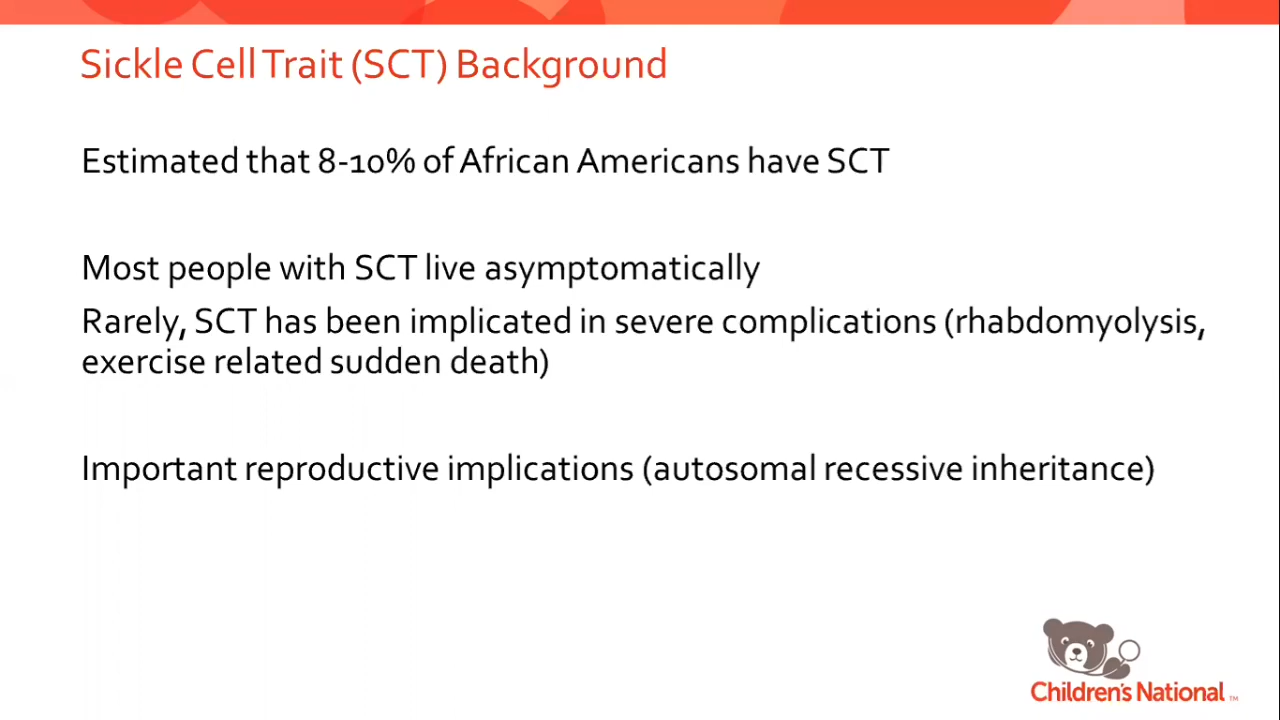 Sickle Cell Trait (SCT) Background
Estimated that 8-10% of African Americans have SCT
Most people with SCT live asymptomatically
Rarely, SCT has been implicated in severe complications (rhabdomyolysis,
exercise related sudden death)
Important reproductive implications (autosomal recessive inheritance)
Children's National ™